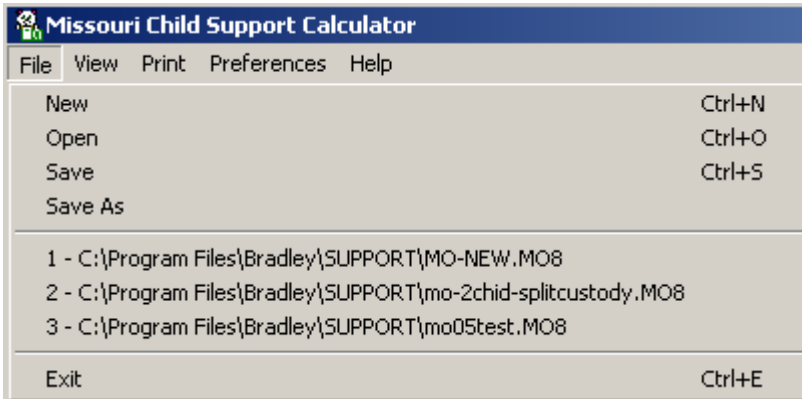 Missouri Child Support Calculator
File View Print Preferences Help
New Ctrl+N
Open Ctrl+O
Save Ctrl+S
Save As
1 - C:\Program Files\Bradley\SUPPORT\MO-NEW.MO8
2 - C:\Program Files\Bradley\SUPPORT\mo-2chid-splitcustody.MO8
3 - C:\Program Files\Bradley\SUPPORT\mo05test.MO8
Exit Ctrl+E